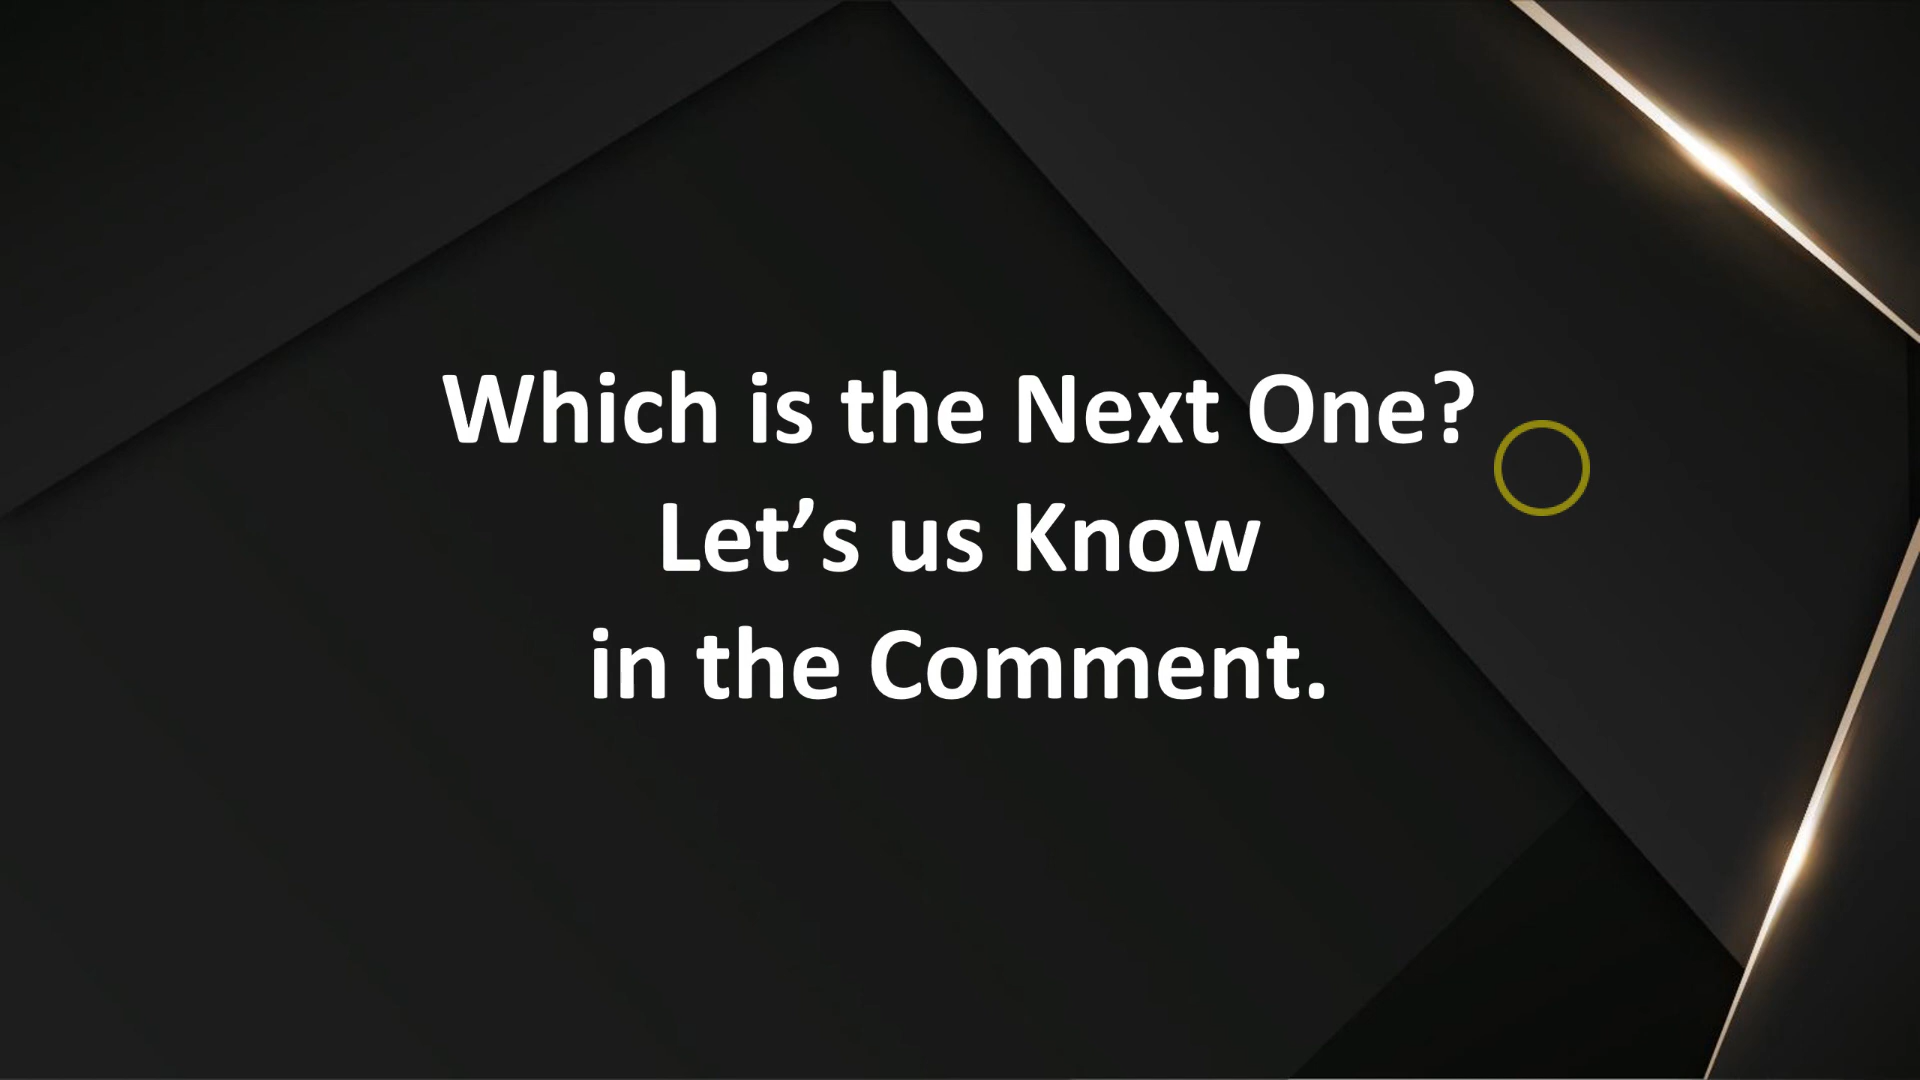 Which is the Next One?
Let’s us Know
in the Comment.